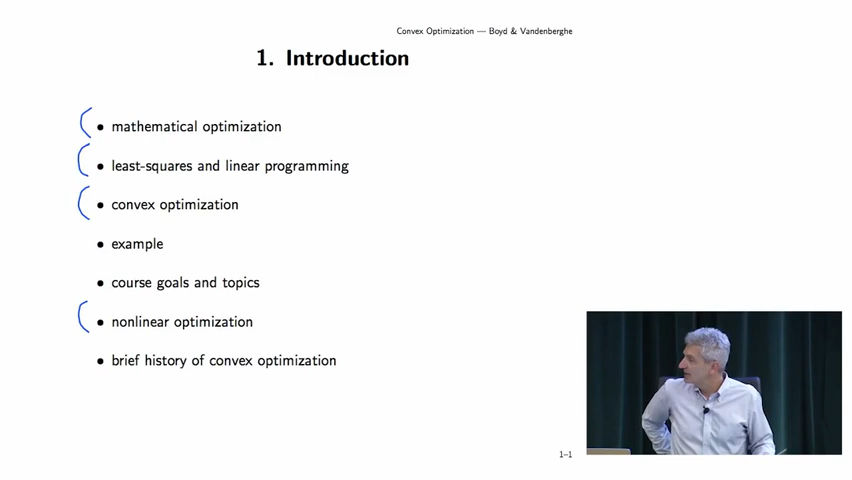 Convex Optimization — Boyd & Vandenberghe
1. Introduction
• mathematical optimization
• least-squares and linear programming
• convex optimization
• example
• course goals and topics
• nonlinear optimization
• brief history of convex optimization
1–1